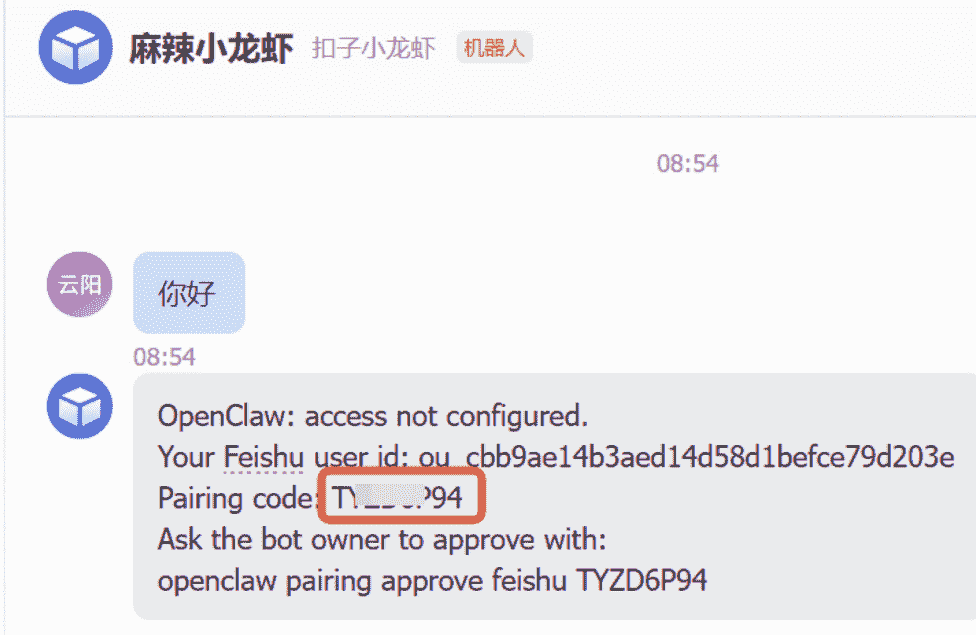 麻辣小龙虾 扣子小龙虾 机器人
08:54
云阳
你好
08:54
OpenClaw: access not configured.
Your Feishu user id: ou_cbb9ae14b3aed14d58d1befce79d203e
Pairing code: 
Ask the bot owner to approve with:
openclaw pairing approve feishu TYZD6P94